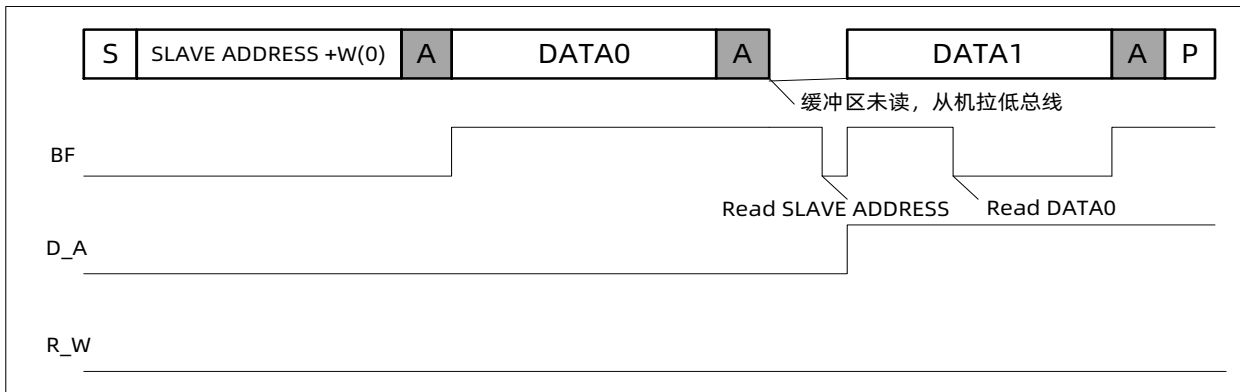 S SLAVE ADDRESS +W(0) A DATA0 A DATA1 A P
缓冲区未读，从机拉低总线
BF
Read SLAVE ADDRESS Read DATA0
D_A
R_W